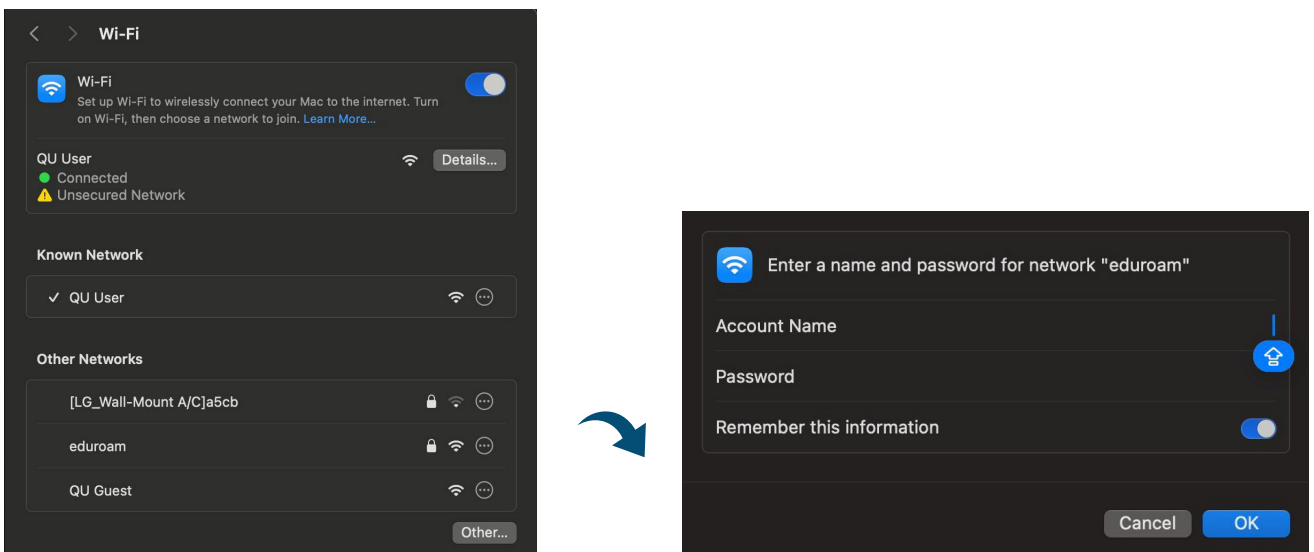 Wi-Fi
Wi-Fi
Set up Wi-Fi to wirelessly connect your Mac to the internet. Turn
on Wi-Fi, then choose a network to join. Learn More...
QU User
Details...
Connected
Unsecured Network
Known Network
QU User
Other Networks
[LG_Wall-Mount A/C]a5cb
eduroam
QU Guest
Other...
Enter a name and password for network "eduroam"
Account Name
Password
Remember this information
Cancel
OK